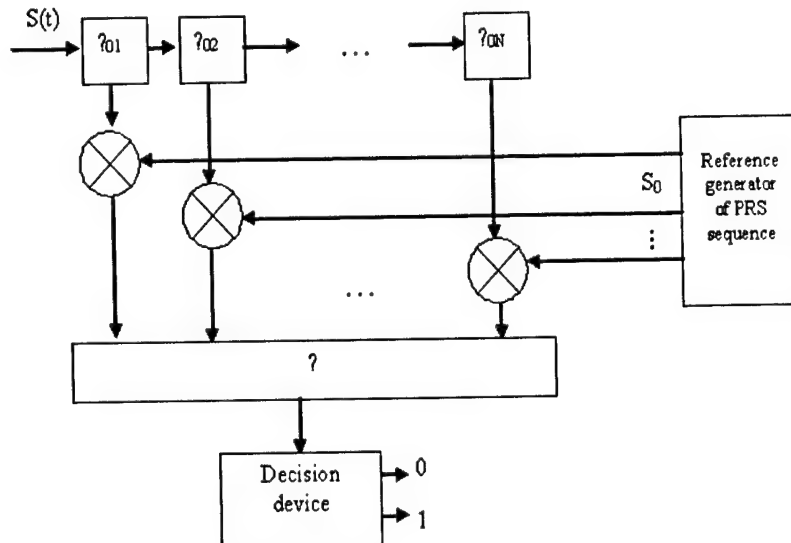 S(t)
?01
?02
...
?0N
Reference
generator
of PRS
sequence
S0
⋮
...
?
Decision
device
0
1